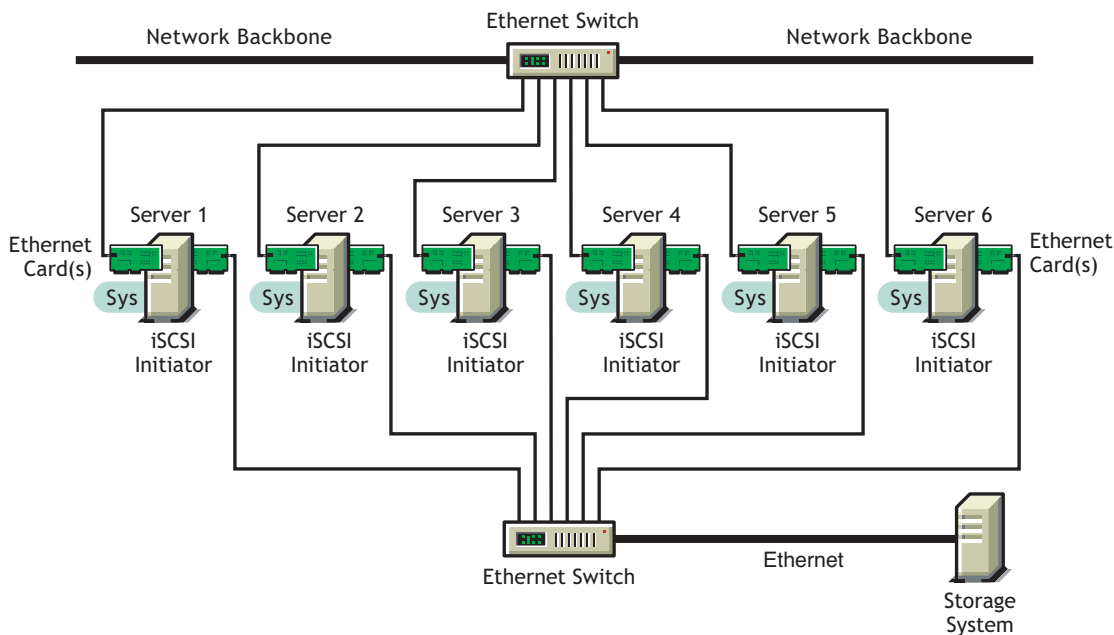 Ethernet Switch
Network Backbone
Network Backbone
Server 1
Server 2
Server 3
Server 4
Server 5
Server 6
Ethernet
Card(s)
Ethernet
Card(s)
Sys
Sys
Sys
Sys
Sys
Sys
iSCSI
Initiator
iSCSI
Initiator
iSCSI
Initiator
iSCSI
Initiator
iSCSI
Initiator
iSCSI
Initiator
Ethernet
Ethernet Switch
Storage
System